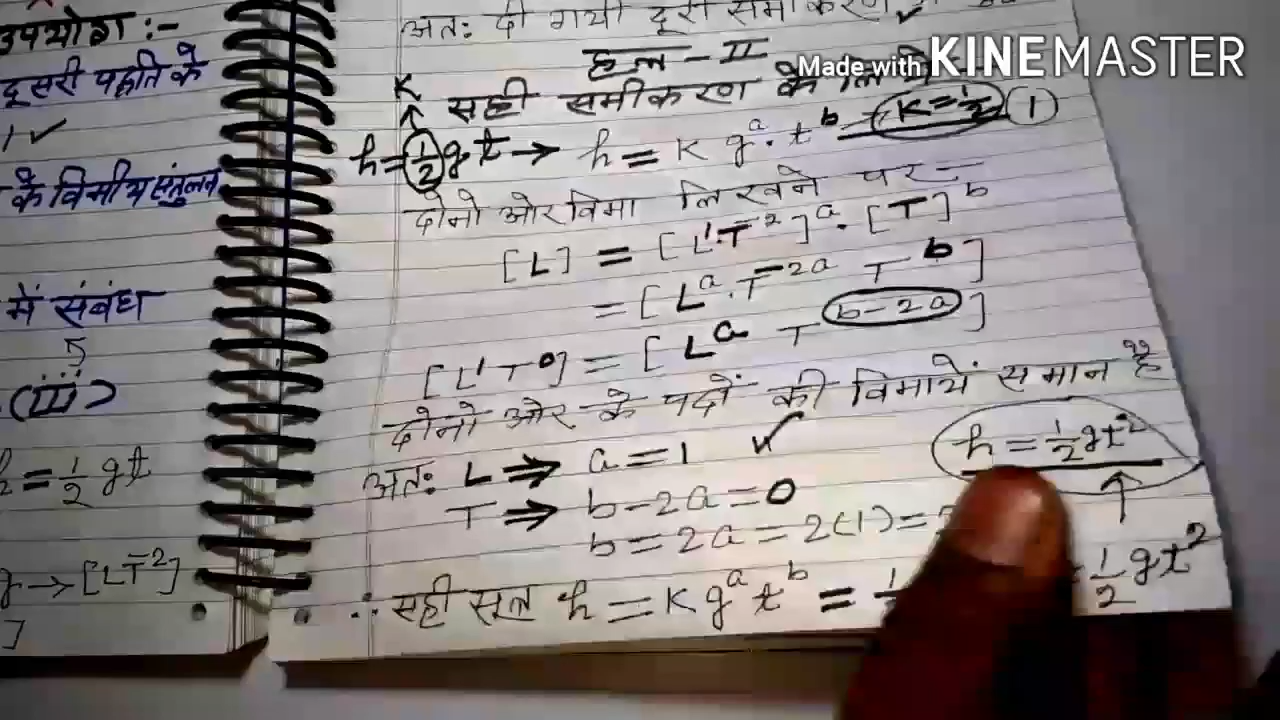 उपयोग :-
दूसरी पद्धति के
1 ✓
के विमीय संतुलन
में संबंध
(iii)
h = 1/2 gt
g → [LT⁻²]
]
अतः दी गयी दूरी समीकरण ✓
हल - II
Made with KINEMASTER
K सही समीकरण के लिये
h = 1/2 gt → h = K gᵃ · tᵇ - K = 1/2 (1)
दोनो ओर विमा लिखने पर -
[L] = [L¹T⁻²]ᵃ · [T]ᵇ
= [Lᵃ · T⁻²ᵃ Tᵇ]
[L¹T⁰] = [Lᵃ Tᵇ⁻²ᵃ]
दोनो ओर के पदों की विमायें समान है
अतः L ⇒ a = 1 ✓ h = 1/2 gt²
T ⇒ b - 2a = 0 ↑
b = 2a = 2(1) =
∴ सही सूत्र h = K gᵃ tᵇ = 1/2 gt²